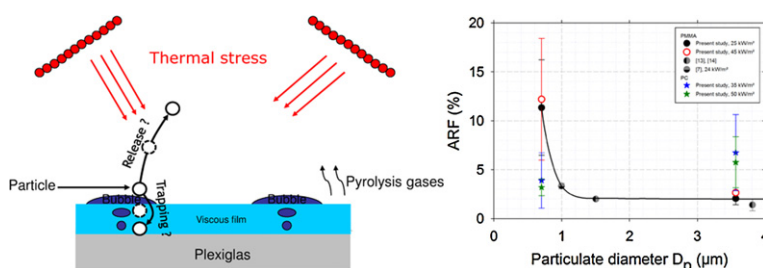 Thermal stress
Release ?
Particle
Trapping ?
Bubble
Bubble
Pyrolysis gases
Viscous film
Plexiglas
ARF (%)
20
15
10
5
0
0
1
2
3
4
Particulate diameter Dp (µm)
PMMA
Present study, 25 kW/m²
Present study, 45 kW/m²
[13], [14]
[7], 24 kW/m²
PC
Present study, 35 kW/m²
Present study, 50 kW/m²